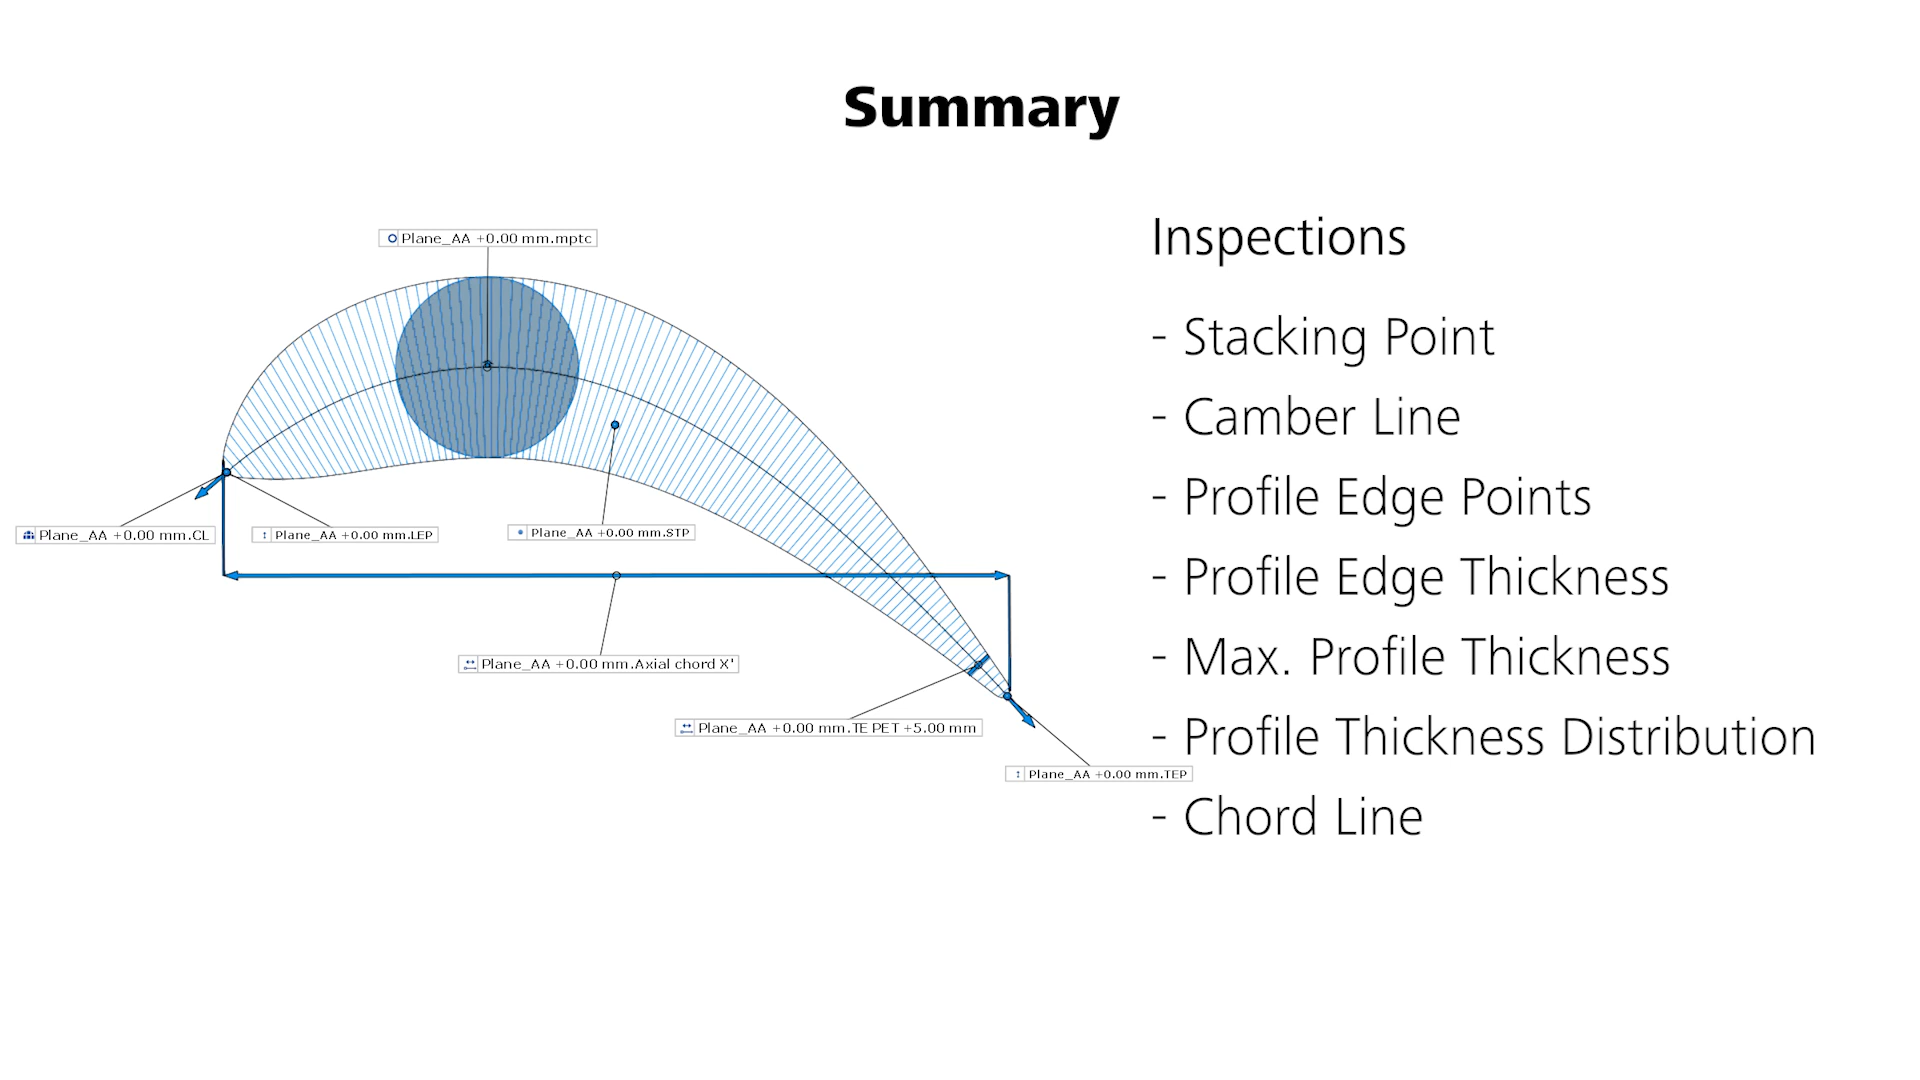 Summary
Plane_AA +0.00 mm.mptc
Plane_AA +0.00 mm.CL
Plane_AA +0.00 mm.LEP
Plane_AA +0.00 mm.STP
Plane_AA +0.00 mm.Axial chord X'
Plane_AA +0.00 mm.TE PET +5.00 mm
Plane_AA +0.00 mm.TEP
Inspections
- Stacking Point
- Camber Line
- Profile Edge Points
- Profile Edge Thickness
- Max. Profile Thickness
- Profile Thickness Distribution
- Chord Line